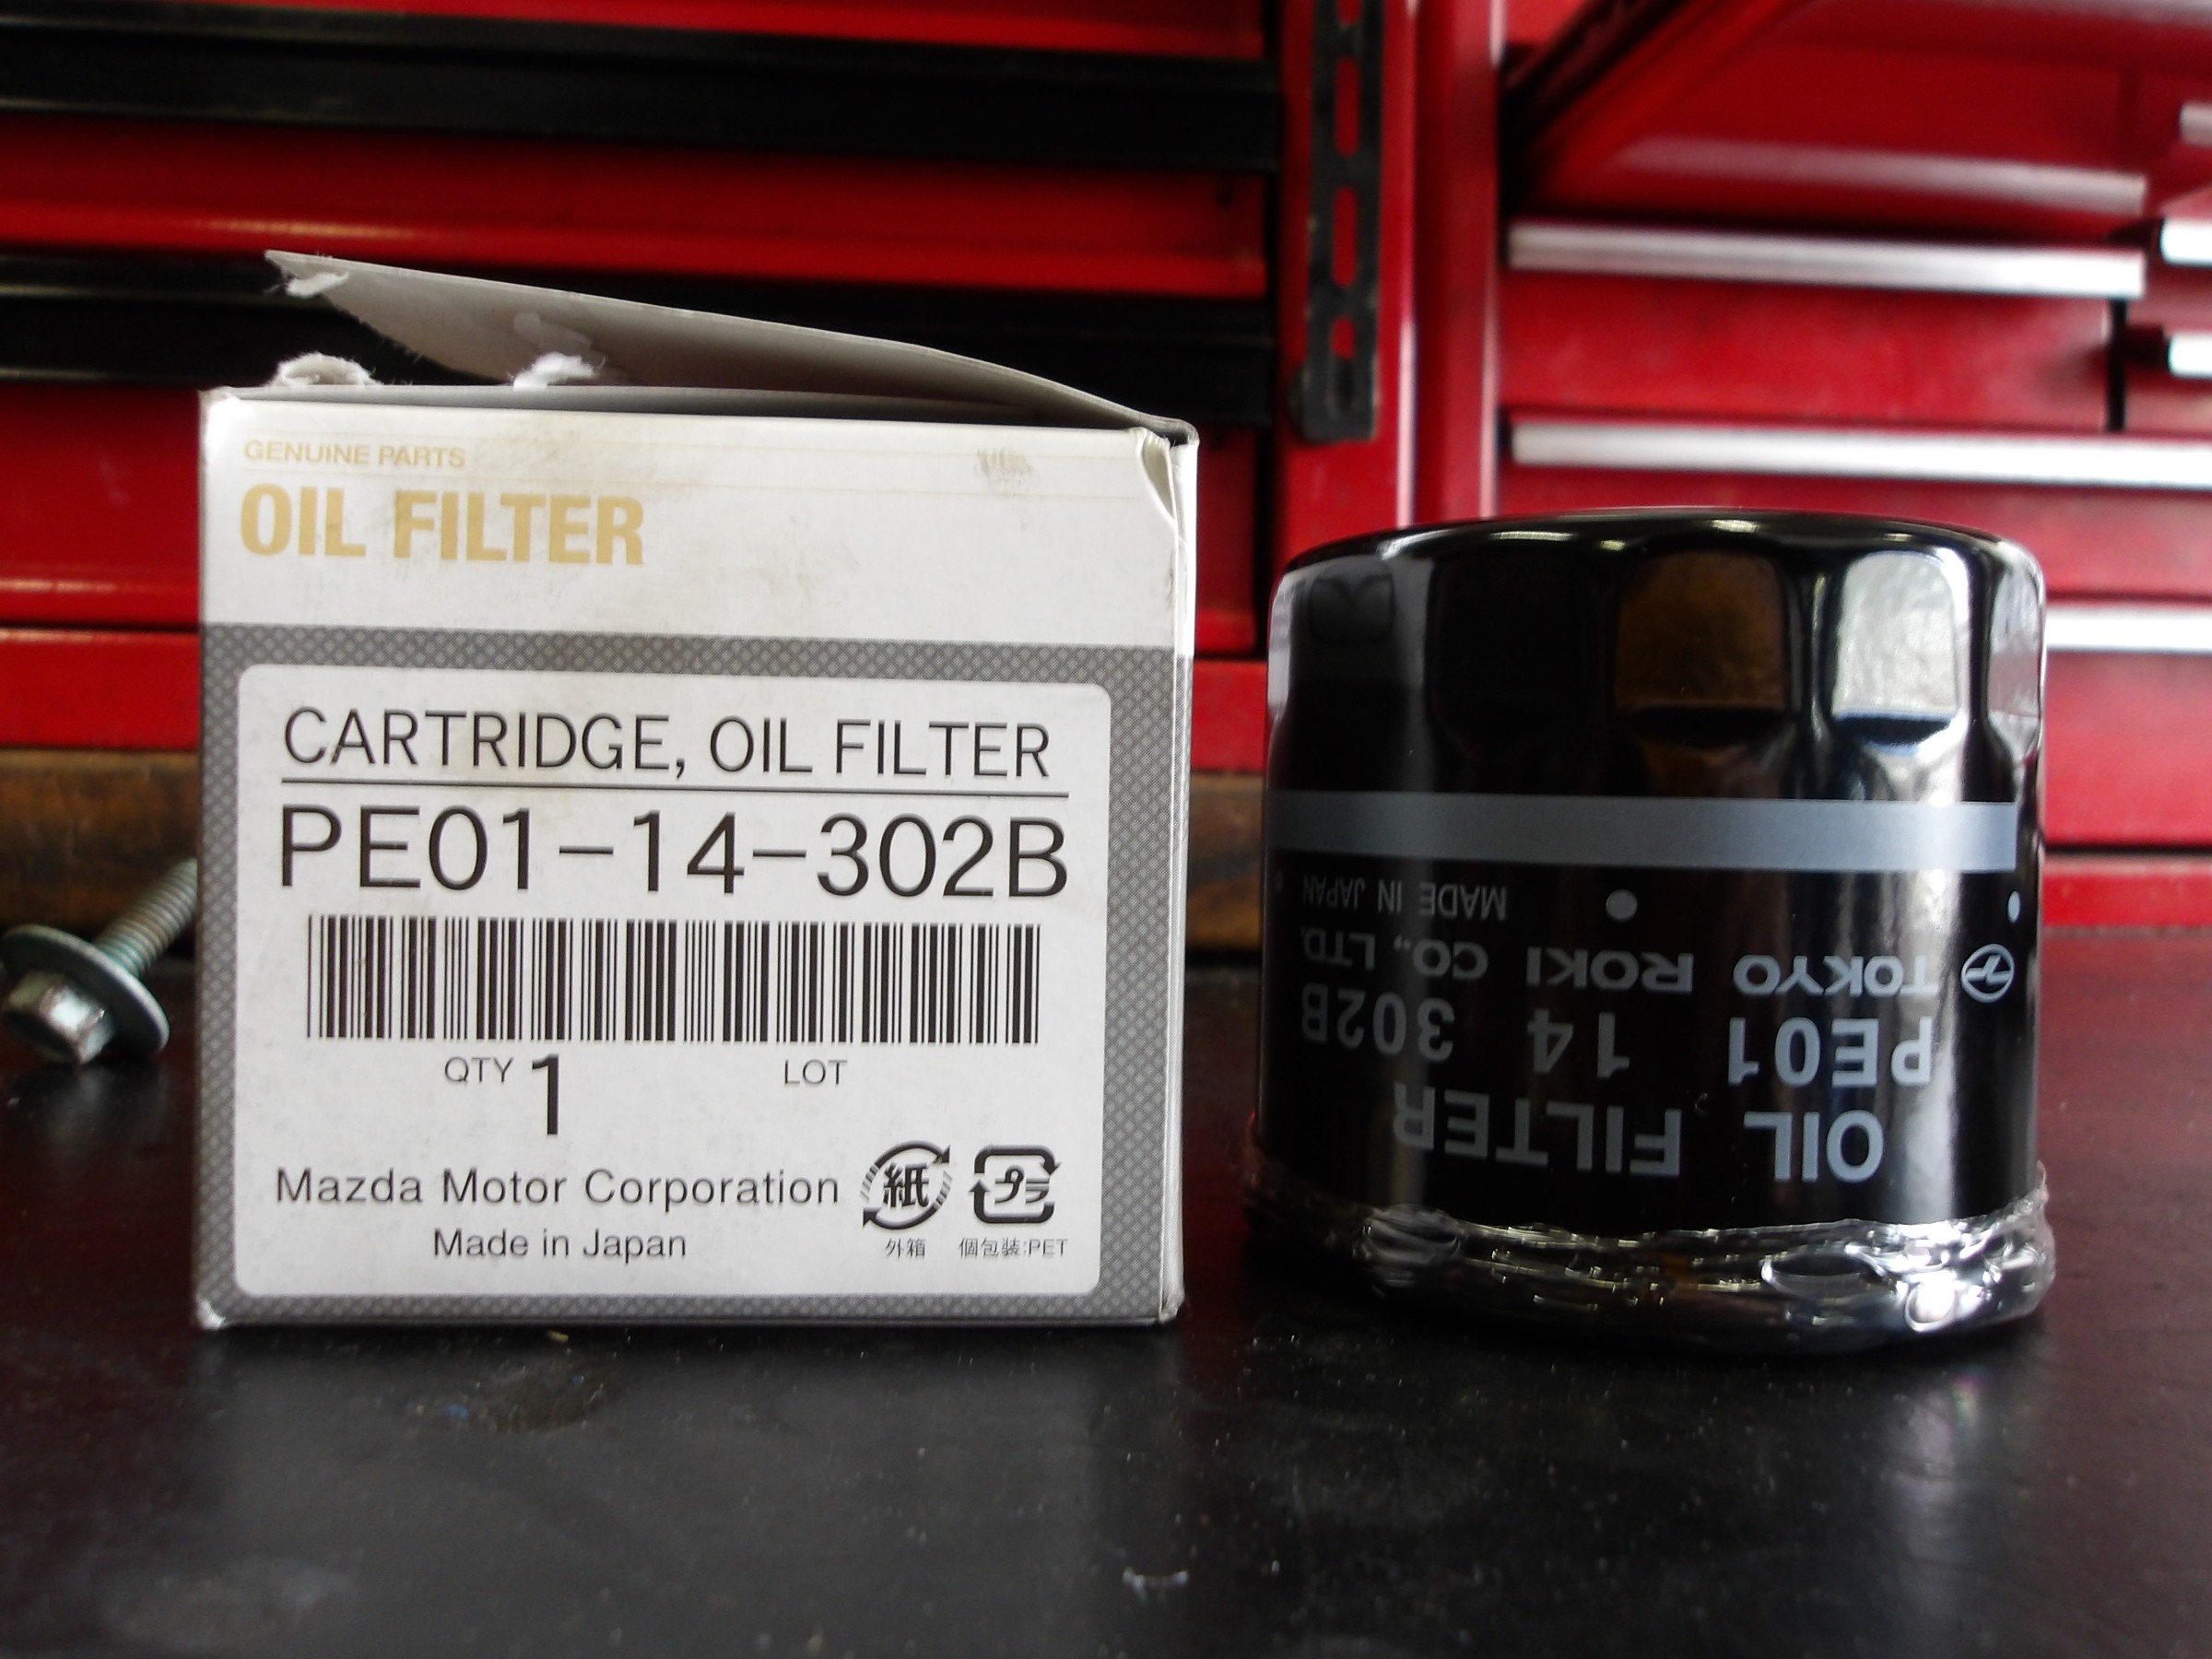 GENUINE PARTS
OIL FILTER
CARTRIDGE, OIL FILTER
PE01-14-302B
QTY 1 LOT
Mazda Motor Corporation
Made in Japan
紙
プラ
外箱
個包装:PET
OIL FILTER
PE01 14 302B
TOKYO ROKI CO., LTD.
MADE IN JAPAN